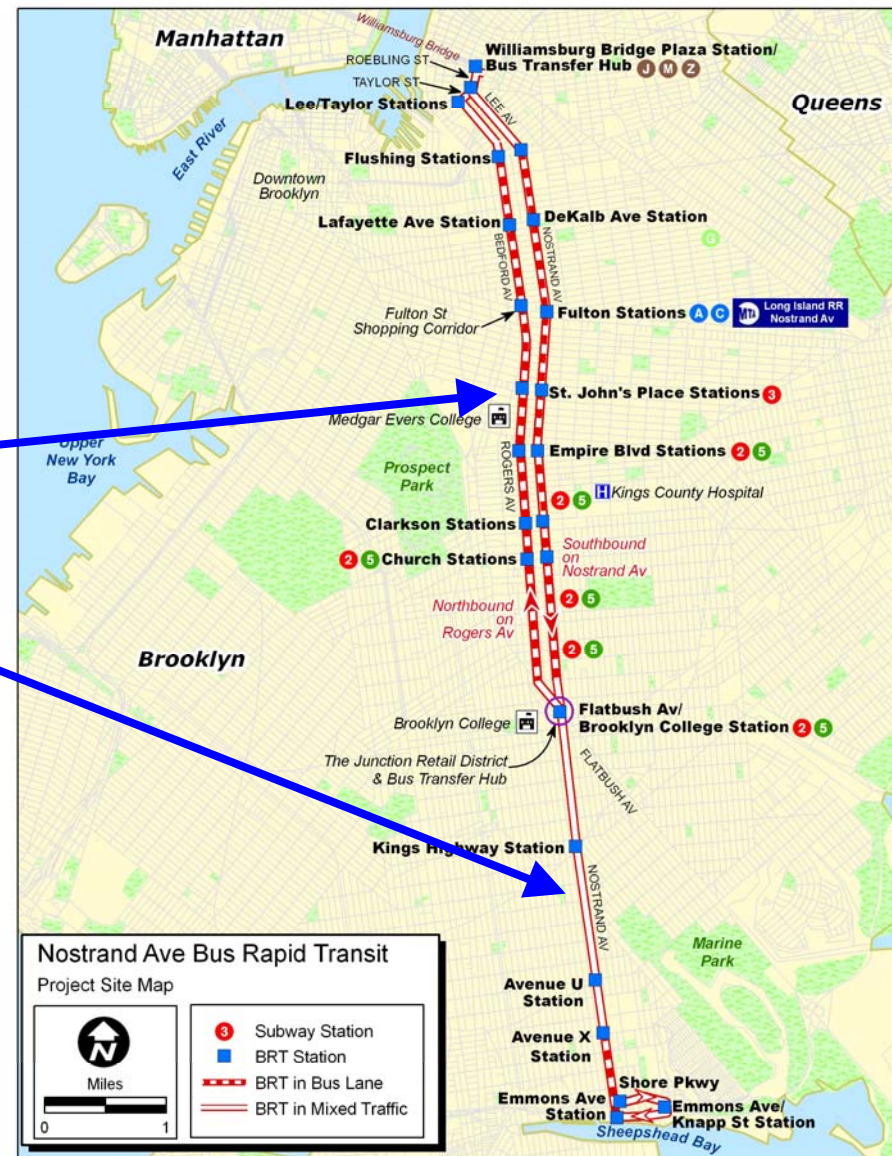 Manhattan
Williamsburg Bridge
Williamsburg Bridge Plaza Station/
Bus Transfer Hub J M Z
ROEBLING ST
TAYLOR ST
LEE AV
Lee/Taylor Stations
Queens
East River
Flushing Stations
Downtown
Brooklyn
Lafayette Ave Station
DeKalb Ave Station
BEDFORD AV
NOSTRAND AV
G
Fulton St
Shopping Corridor
Fulton Stations A C
MTA
Long Island RR
Nostrand Av
St. John's Place Stations 3
Medgar Evers College
Upper
New York
Bay
Prospect
Park
ROGERS AV
Empire Blvd Stations 2 5
2 5 H Kings County Hospital
Clarkson Stations
2 5 Church Stations
Southbound
on
Nostrand Av
Northbound
on
Rogers Av
2 5
2 5
Brooklyn
Brooklyn College
Flatbush Av/
Brooklyn College Station 2 5
The Junction Retail District
& Bus Transfer Hub
FLATBUSH AV
Kings Highway Station
NOSTRAND AV
Marine
Park
Avenue U
Station
Avenue X
Station
Shore Pkwy
Emmons Ave
Station
Emmons Ave/
Knapp St Station
Sheepshead Bay
Nostrand Ave Bus Rapid Transit
Project Site Map
N
Miles
0 1
3 Subway Station
BRT Station
BRT in Bus Lane
BRT in Mixed Traffic